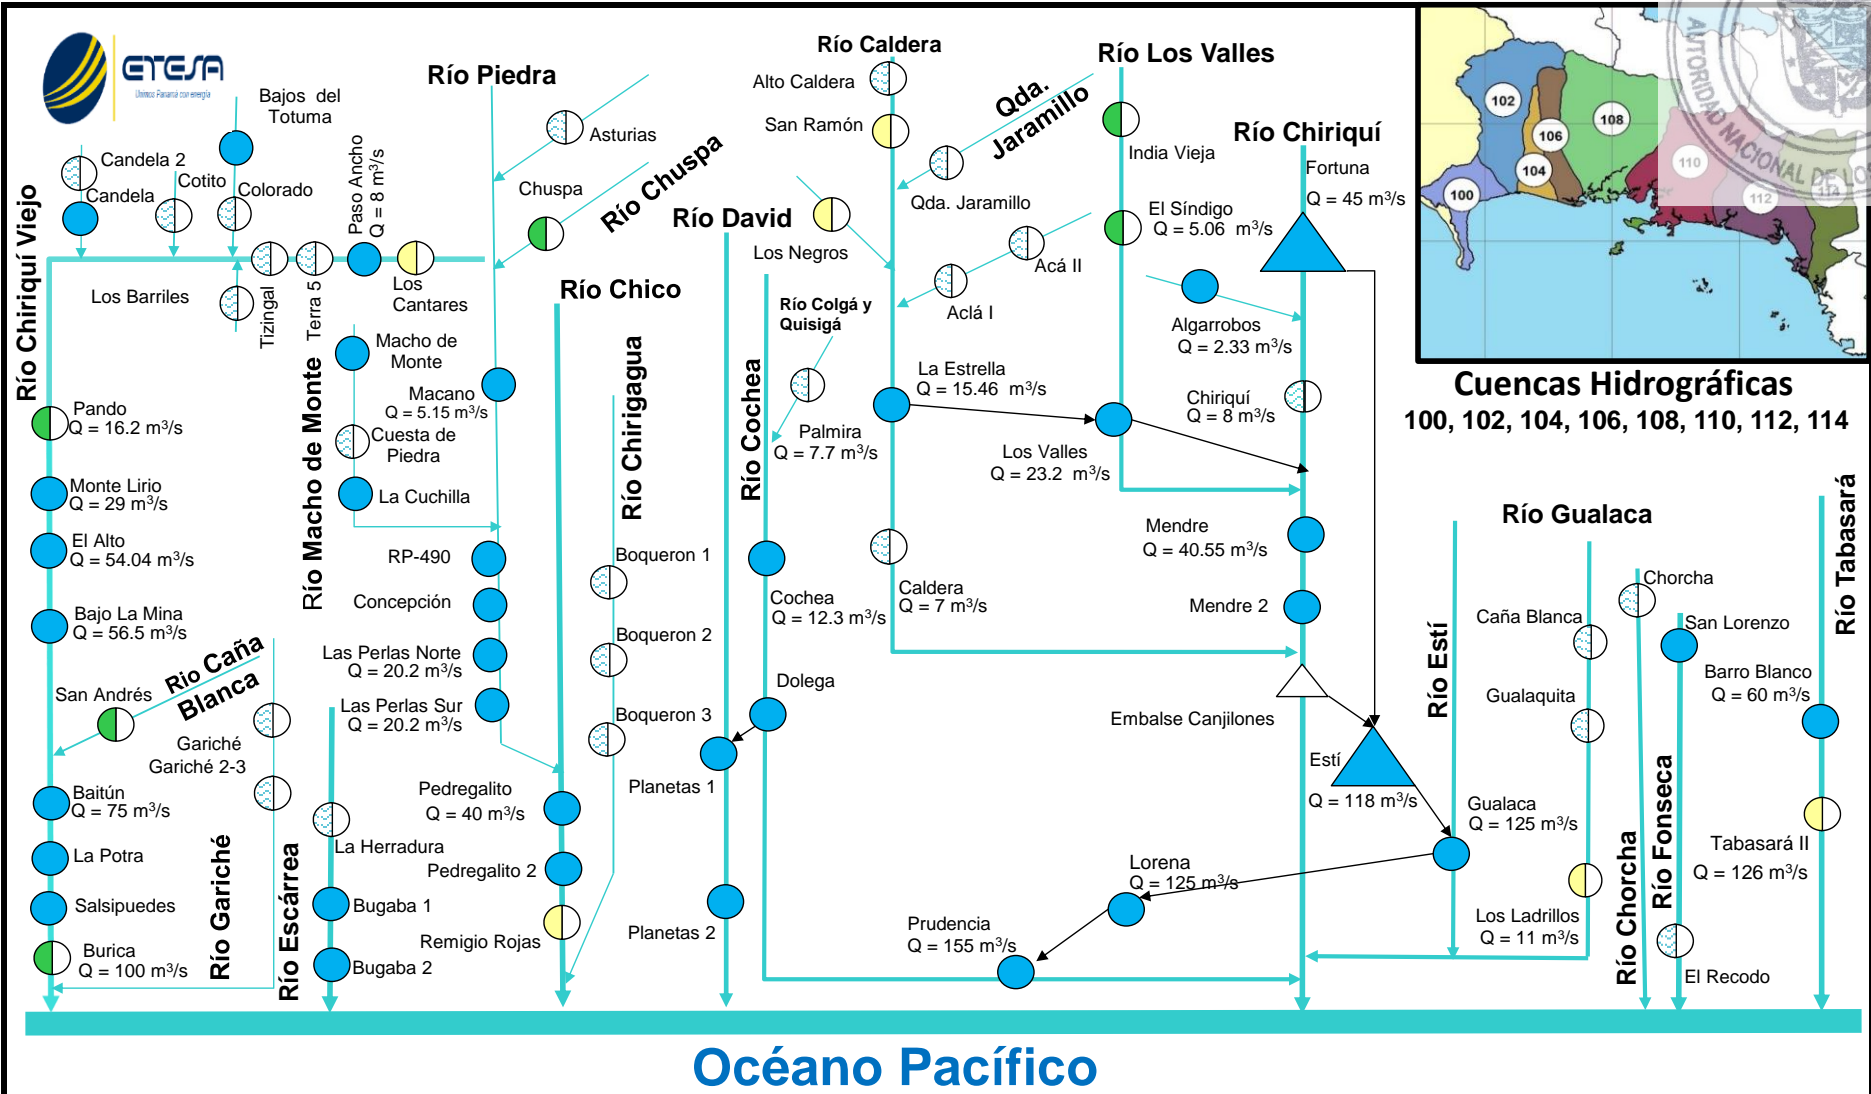 ETESA
Unimos Panamá con energía
Río Piedra
Río Caldera
Río Los Valles
Alto Caldera
Bajos del
Totuma
San Ramón
Qda.
Jaramillo
Río Chiriquí
Asturias
Candela 2
Paso Ancho
Q = 8 m³/s
India Vieja
Fortuna
Q = 45 m³/s
Candela
Cotito
Colorado
Chuspa
Río Chuspa
Río Chiriquí Viejo
Río David
Qda. Jaramillo
El Síndigo
Q = 5.06 m³/s
Los Negros
Acá II
Los Barriles
Tizingal
Terra 5
Los
Cantares
Río Chico
Río Colgá y
Quisigá
Aclá I
Algarrobos
Q = 2.33 m³/s
Macho de
Monte
Río Macho de Monte
Río Chirigagua
Río Cochea
La Estrella
Q = 15.46 m³/s
Chiriquí
Q = 8 m³/s
Macano
Q = 5.15 m³/s
Pando
Q = 16.2 m³/s
Cuesta de
Piedra
Palmira
Q = 7.7 m³/s
Los Valles
Q = 23.2 m³/s
Monte Lirio
Q = 29 m³/s
La Cuchilla
El Alto
Q = 54.04 m³/s
RP-490
Boqueron 1
Mendre
Q = 40.55 m³/s
Concepción
Cochea
Q = 12.3 m³/s
Caldera
Q = 7 m³/s
Mendre 2
Bajo La Mina
Q = 56.5 m³/s
Boqueron 2
Las Perlas Norte
Q = 20.2 m³/s
Rio Caña
Blanca
San Andrés
Las Perlas Sur
Q = 20.2 m³/s
Boqueron 3
Dolega
Embalse Canjilones
Gariché
Gariché 2-3
Planetas 1
Estí
Q = 118 m³/s
Baitún
Q = 75 m³/s
Pedregalito
Q = 40 m³/s
La Herradura
La Potra
Pedregalito 2
Río Gariché
Río Escárrea
Salsipuedes
Bugaba 1
Remigio Rojas
Planetas 2
Lorena
Q = 125 m³/s
Prudencia
Q = 155 m³/s
Burica
Q = 100 m³/s
Bugaba 2
AUTORIDAD NACIONAL DE LOS
102
108
106
104
100
110
112
114
Cuencas Hidrográficas
100, 102, 104, 106, 108, 110, 112, 114
Río Gualaca
Río Tabasará
Río Estí
Chorcha
Caña Blanca
San Lorenzo
Barro Blanco
Q = 60 m³/s
Gualaquita
Gualaca
Q = 125 m³/s
Río Chorcha
Río Fonseca
Tabasará II
Q = 126 m³/s
Los Ladrillos
Q = 11 m³/s
El Recodo
Océano Pacífico